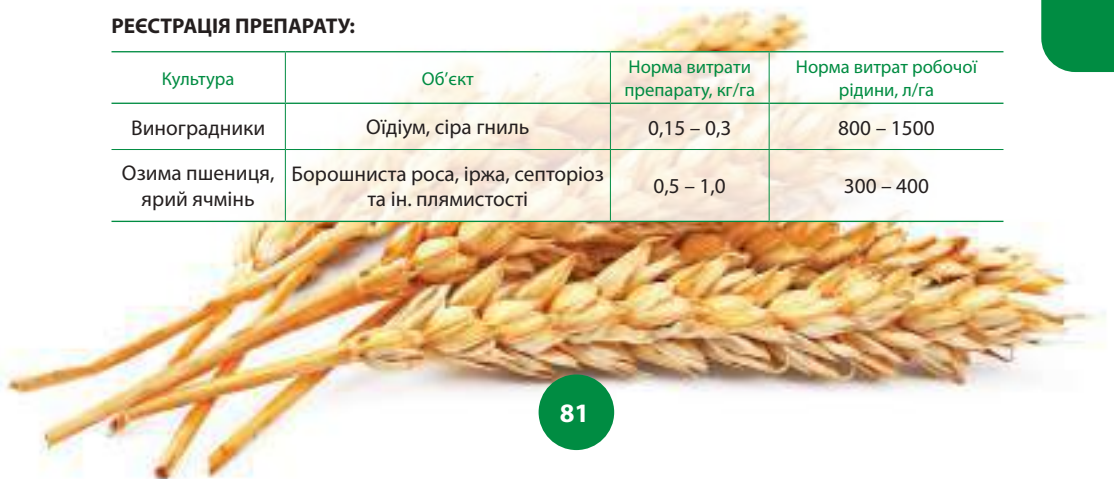 РЕЄСТРАЦІЯ ПРЕПАРАТУ:
Культура Об’єкт Норма витрати препарату, кг/га Норма витрат робочої рідини, л/га
Виноградники Оїдіум, сіра гниль 0,15 – 0,3 800 – 1500
Озима пшениця, ярий ячмінь Борошниста роса, іржа, септоріоз та ін. плямистості 0,5 – 1,0 300 – 400
81